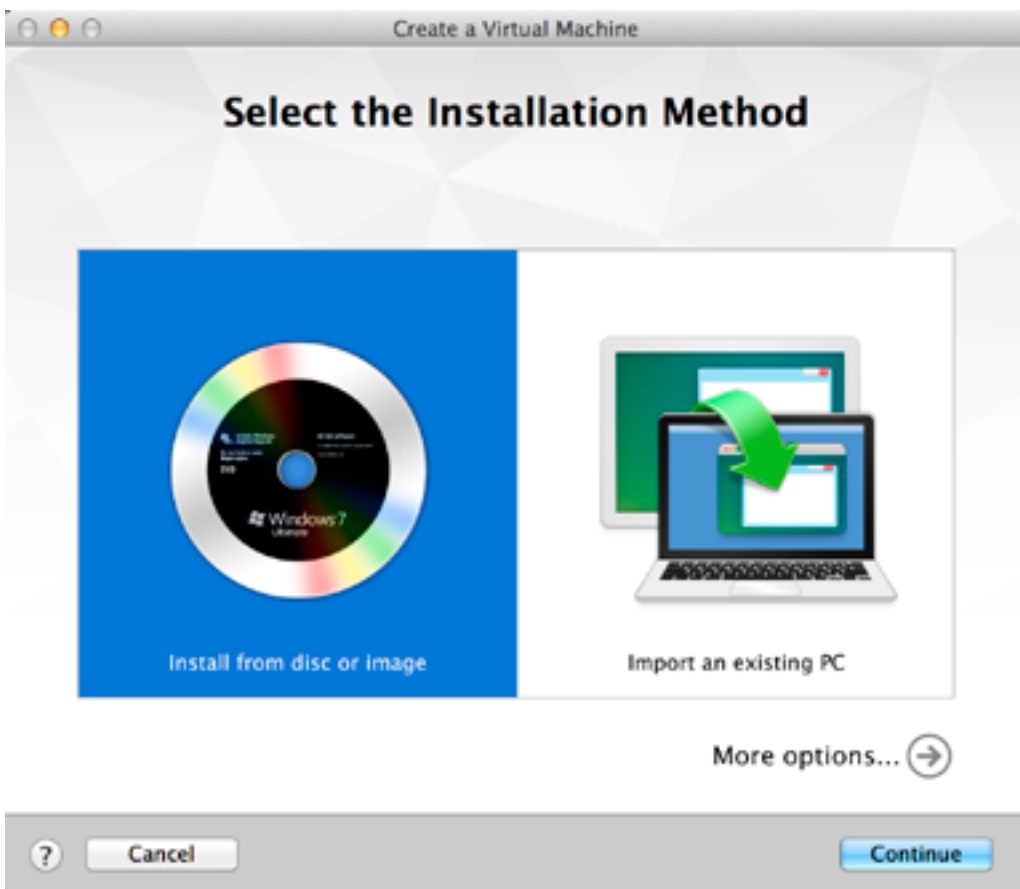 Create a Virtual Machine
Select the Installation Method
Windows 7
Ultimate
Install from disc or image
Import an existing PC
More options...
?
Cancel
Continue